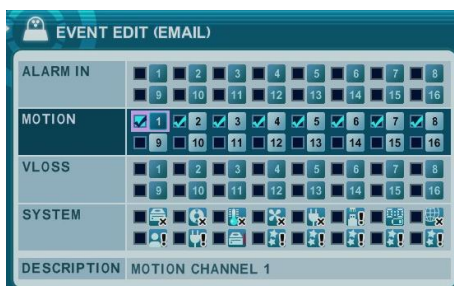 EVENT EDIT (EMAIL)
ALARM IN 1 2 3 4 5 6 7 8
9 10 11 12 13 14 15 16
MOTION 1 2 3 4 5 6 7 8
9 10 11 12 13 14 15 16
VLOSS 1 2 3 4 5 6 7 8
9 10 11 12 13 14 15 16
SYSTEM
DESCRIPTION MOTION CHANNEL 1